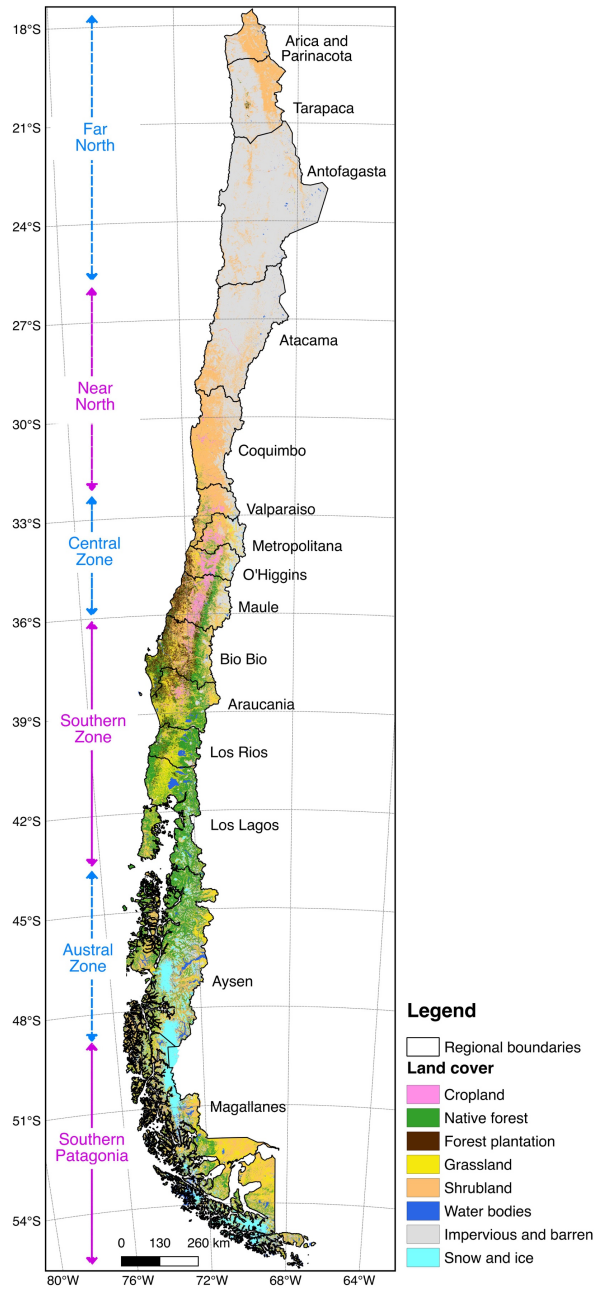 18°S
21°S
24°S
27°S
30°S
33°S
36°S
39°S
42°S
45°S
48°S
51°S
54°S
Far
North
Near
North
Central
Zone
Southern
Zone
Austral
Zone
Southern
Patagonia
Arica and
Parinacota
Tarapaca
Antofagasta
Atacama
Coquimbo
Valparaiso
Metropolitana
O'Higgins
Maule
Bio Bio
Araucania
Los Rios
Los Lagos
Aysen
Magallanes
0 130 260 km
80°W 76°W 72°W 68°W 64°W
Legend
Regional boundaries
Land cover
Cropland
Native forest
Forest plantation
Grassland
Shrubland
Water bodies
Impervious and barren
Snow and ice